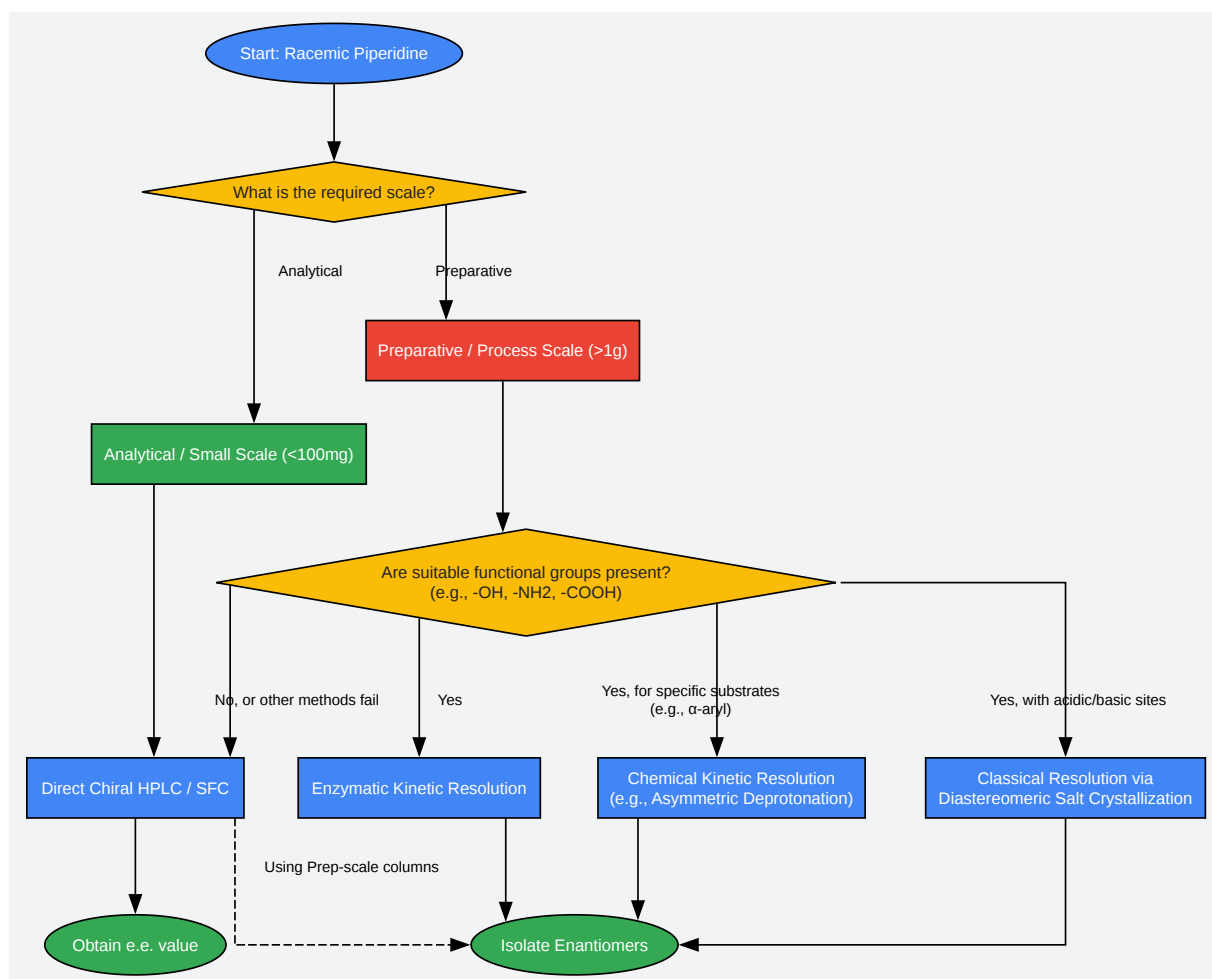 Start: Racemic Piperidine
What is the required scale?
Analytical
Preparative
Preparative / Process Scale (>1g)
Analytical / Small Scale (<100mg)
Are suitable functional groups present?
(e.g., -OH, -NH2, -COOH)
No, or other methods fail
Yes
Yes, for specific substrates
(e.g., α-aryl)
Yes, with acidic/basic sites
Direct Chiral HPLC / SFC
Enzymatic Kinetic Resolution
Chemical Kinetic Resolution
(e.g., Asymmetric Deprotonation)
Classical Resolution via
Diastereomeric Salt Crystallization
Using Prep-scale columns
Obtain e.e. value
Isolate Enantiomers